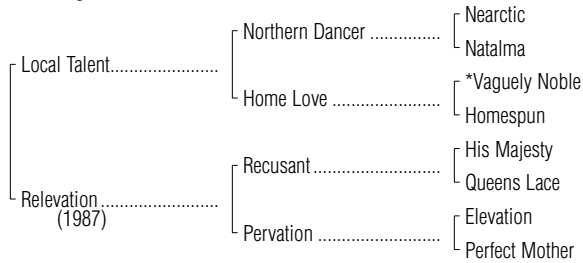 Nearctic
Northern Dancer ................
Natalma
Local Talent.......................
*Vaguely Noble
Home Love .........................
Homespun
His Majesty
Recusant .........................
Queens Lace
Relevation .........................
(1987)
Elevation
Pervation ..........................
Perfect Mother